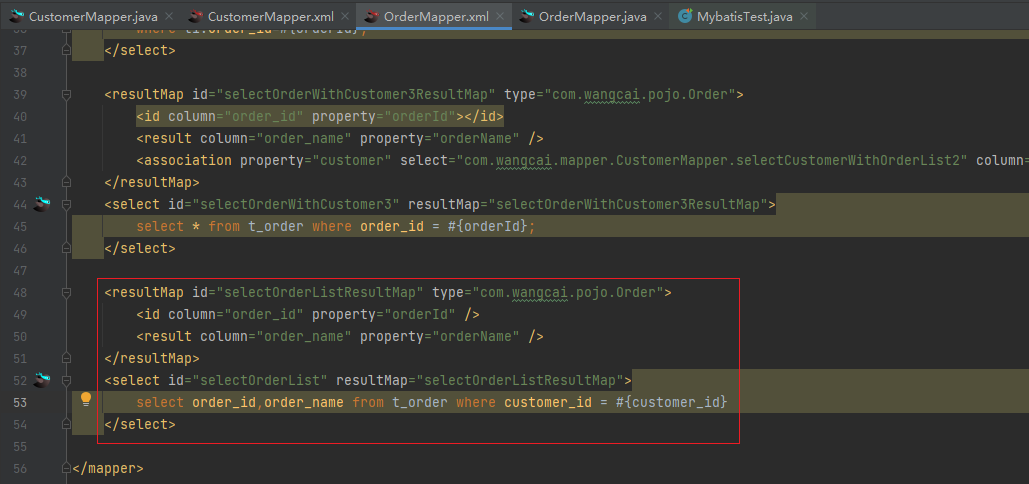 CustomerMapper.java × CustomerMapper.xml × OrderMapper.xml × OrderMapper.java × MybatisTest.java ×
36 where t1.order_id #{orderId};
37 </select>
38
39 <resultMap id="selectOrderWithCustomer3ResultMap" type="com.wangcai.pojo.Order">
40 <id column="order_id" property="orderId"></id>
41 <result column="order_name" property="orderName" />
42 <association property="customer" select="com.wangcai.mapper.CustomerMapper.selectCustomerWithOrderList2" column=
43 </resultMap>
44 <select id="selectOrderWithCustomer3" resultMap="selectOrderWithCustomer3ResultMap">
45 select * from t_order where order_id = #{orderId};
46 </select>
47
48 <resultMap id="selectOrderListResultMap" type="com.wangcai.pojo.Order">
49 <id column="order_id" property="orderId" />
50 <result column="order_name" property="orderName" />
51 </resultMap>
52 <select id="selectOrderList" resultMap="selectOrderListResultMap">
53 select order_id,order_name from t_order where customer_id = #{customer_id}
54 </select>
55
56 </mapper>